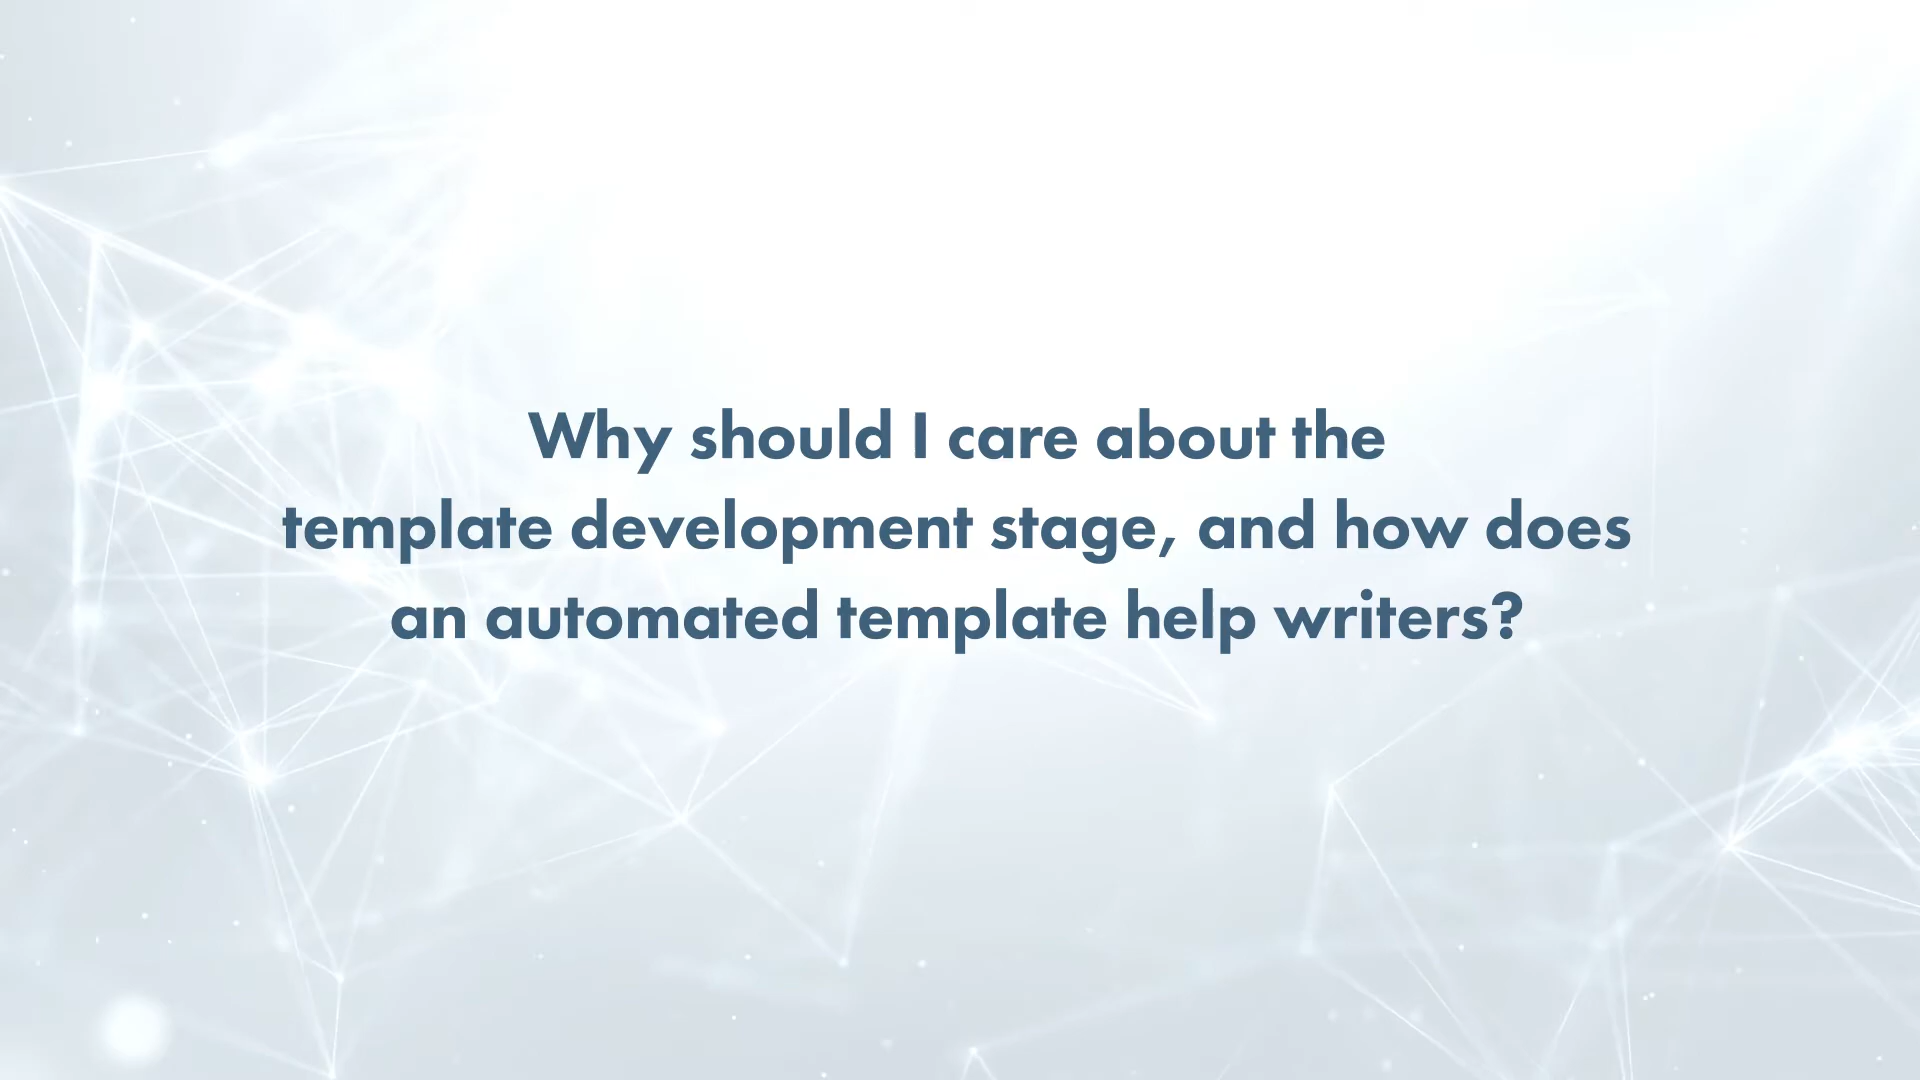 Why should I care about the
template development stage, and how does
an automated template help writers?